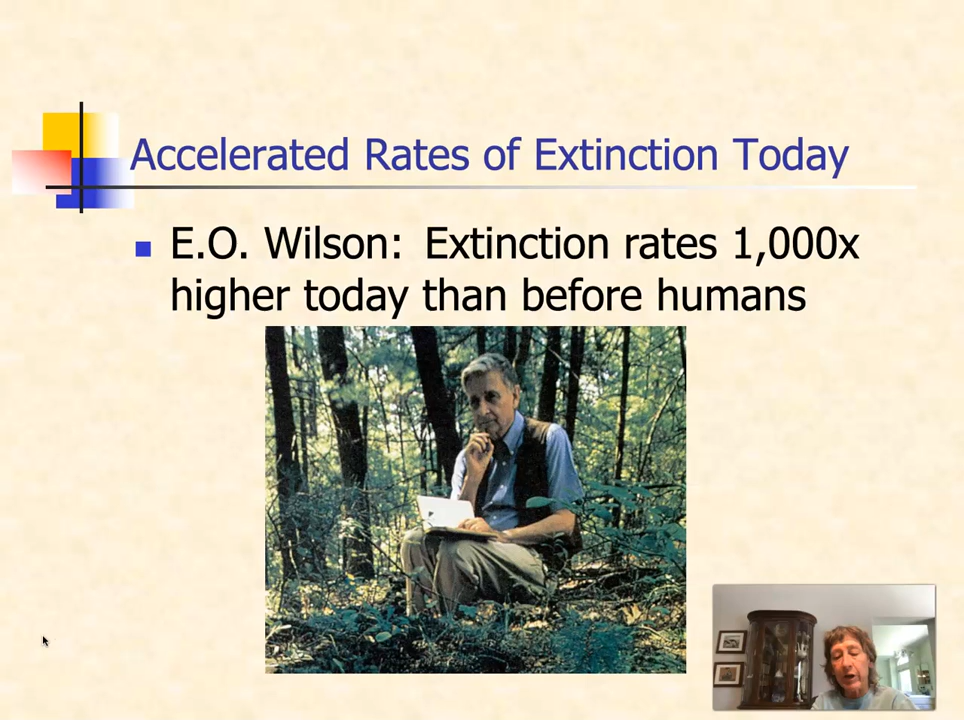 Accelerated Rates of Extinction Today
E.O. Wilson: Extinction rates 1,000x
higher today than before humans